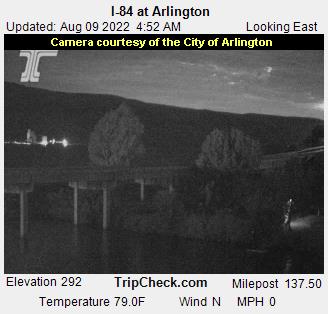 I-84 at Arlington
Updated: Aug 09 2022 4:52 AM Looking East
Camera courtesy of the City of Arlington
Elevation 292 TripCheck.com Milepost 137.50
Temperature 79.0F Wind N MPH 0